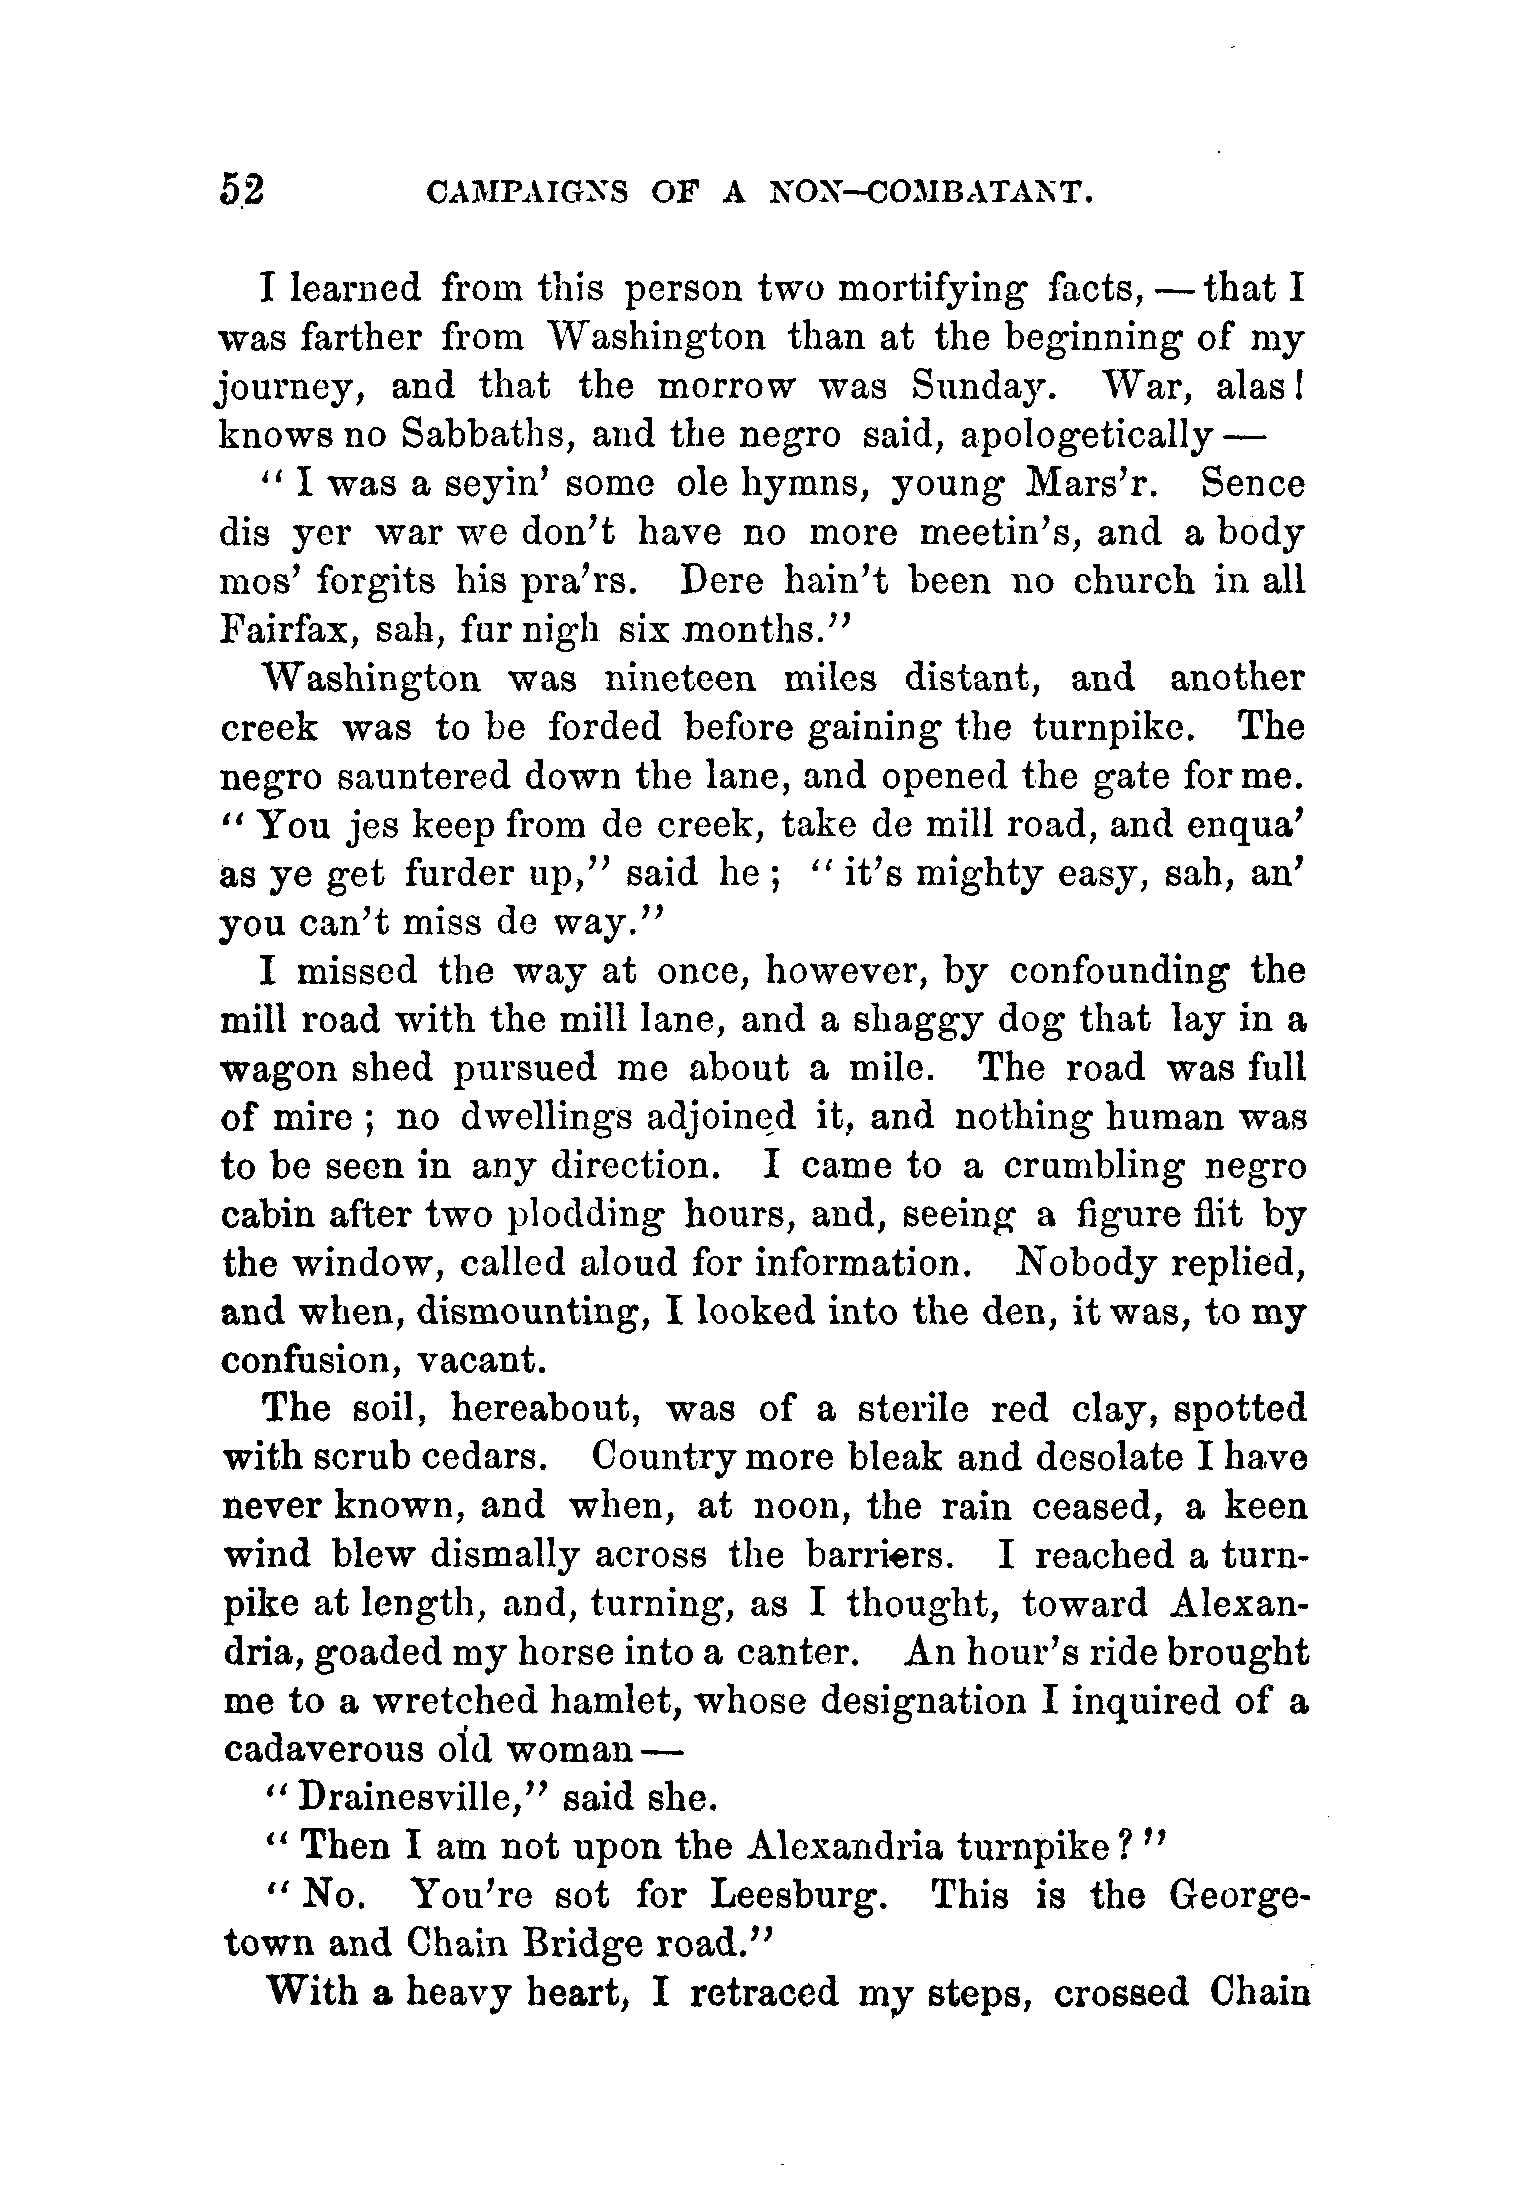 52 CAMPAIGNS OF A NON-COMBATANT.
I learned from this person two mortifying facts, — that I
was farther from Washington than at the beginning of my
journey, and that the morrow was Sunday. War, alas!
knows no Sabbaths, and the negro said, apologetically —
"I was a seyin' some ole hymns, young Mars'r. Sence
dis yer war we don't have no more meetin's, and a body
mos' forgits his pra'rs. Dere hain't been no church in all
Fairfax, sah, fur nigh six months."
Washington was nineteen miles distant, and another
creek was to be forded before gaining the turnpike. The
negro sauntered down the lane, and opened the gate for me.
"You jes keep from de creek, take de mill road, and enqua'
as ye get furder up," said he; "it's mighty easy, sah, an'
you can't miss de way."
I missed the way at once, however, by confounding the
mill road with the mill lane, and a shaggy dog that lay in a
wagon shed pursued me about a mile. The road was full
of mire; no dwellings adjoined it, and nothing human was
to be seen in any direction. I came to a crumbling negro
cabin after two plodding hours, and, seeing a figure flit by
the window, called aloud for information. Nobody replied,
and when, dismounting, I looked into the den, it was, to my
confusion, vacant.
The soil, hereabout, was of a sterile red clay, spotted
with scrub cedars. Country more bleak and desolate I have
never known, and when, at noon, the rain ceased, a keen
wind blew dismally across the barriers. I reached a turn-
pike at length, and, turning, as I thought, toward Alexan-
dria, goaded my horse into a canter. An hour's ride brought
me to a wretched hamlet, whose designation I inquired of a
cadaverous old woman —
"Drainesville," said she.
"Then I am not upon the Alexandria turnpike?"
"No. You're sot for Leesburg. This is the George-
town and Chain Bridge road."
With a heavy heart, I retraced my steps, crossed Chain